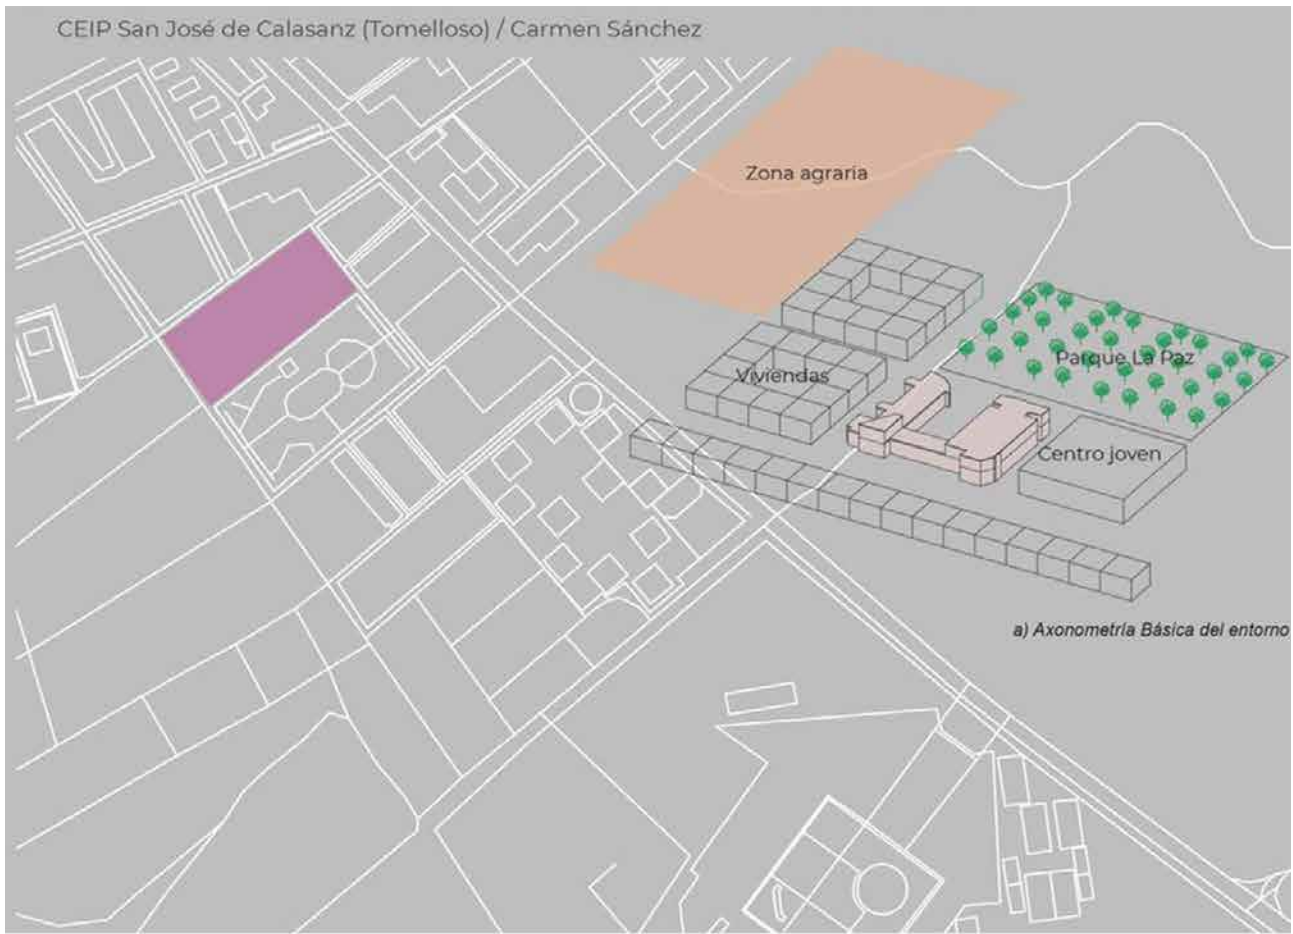 CEIP San José de Calasanz (Tomelloso) / Carmen Sánchez
Zona agraria
Parque La Paz
Viviendas
Centro joven
a) Axonometría Básica del entorno